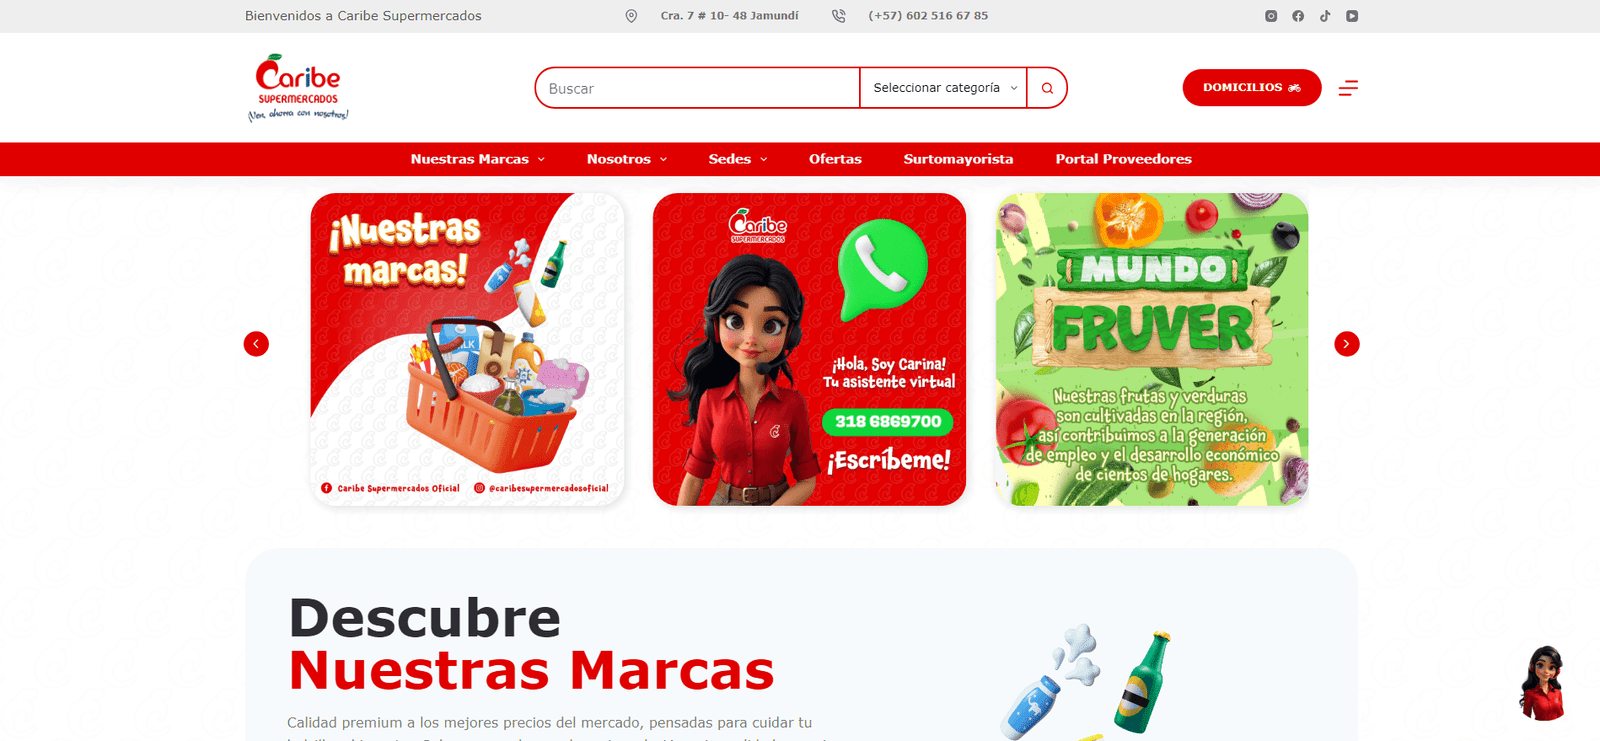 Bienvenidos a Caribe Supermercados
Cra. 7 # 10- 48 Jamundí
(+57) 602 516 67 85
Caribe
SUPERMERCADOS
¡Ven, ahorra con nosotros!
Buscar
Seleccionar categoría
DOMICILIOS
Nuestras Marcas
Nosotros
Sedes
Ofertas
Surtomayorista
Portal Proveedores
¡Nuestras
marcas!
Caribe Supermercados Oficial
@caribesupermercadosoficial
Caribe
SUPERMERCADOS
¡Hola, Soy Carina!
Tu asistente virtual
318 6869700
¡Escríbeme!
MUNDO
FRUVER
Nuestras frutas y verduras
son cultivadas en la región,
así contribuimos a la generación
de empleo y el desarrollo económico
de cientos de hogares.
Descubre
Nuestras Marcas
Calidad premium a los mejores precios del mercado, pensadas para cuidar tu